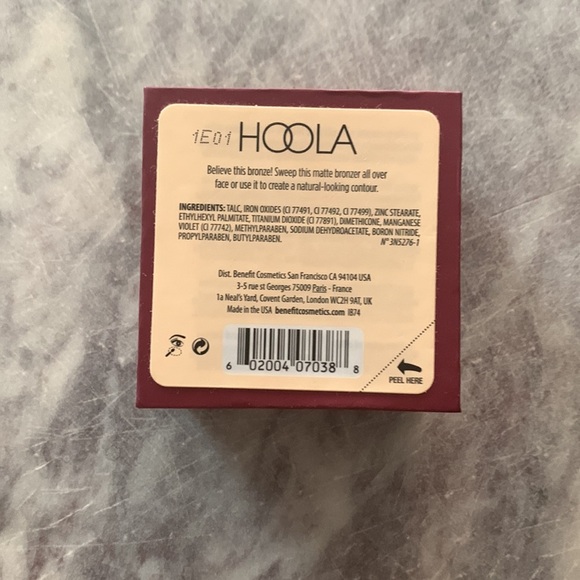 1E01 HOOLA
Believe this bronze! Sweep this matte bronzer all over
face or use it to create a natural-looking contour.
INGREDIENTS: TALC, IRON OXIDES (CI 77491, CI 77492, CI 77499), ZINC STEARATE,
ETHYLHEXYL PALMITATE, TITANIUM DIOXIDE (CI 77891), DIMETHICONE, MANGANESE
VIOLET (CI 77742), METHYLPARABEN, SODIUM DEHYDROACETATE, BORON NITRIDE,
PROPYLPARABEN, BUTYLPARABEN. N° 3N5276-1
Dist. Benefit Cosmetics San Francisco CA 94104 USA
3-5 rue st Georges 75009 Paris - France
1a Neal's Yard, Covent Garden, London WC2H 9AT, UK
Made in the USA benefitcosmetics.com IB74
6 02004 07038 8
PEEL HERE